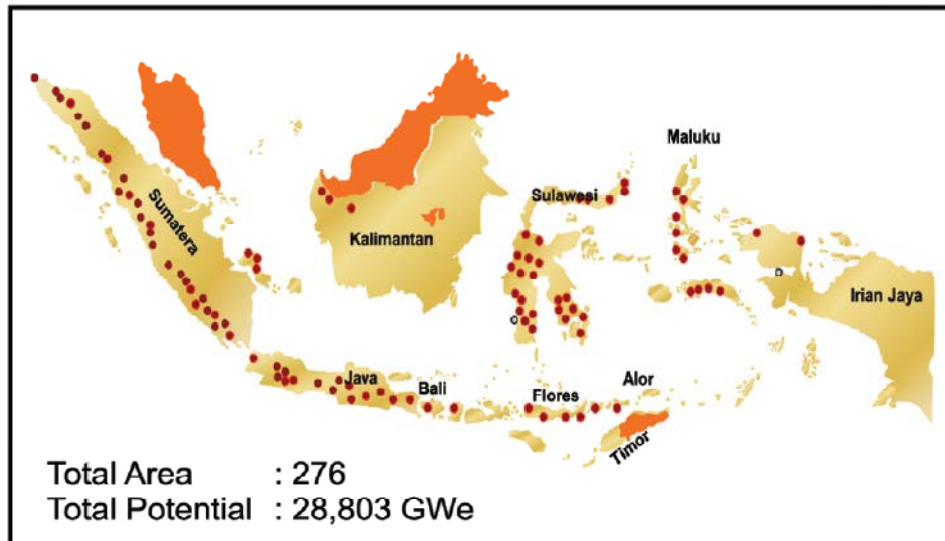 Maluku
Sulawesi
Sumatera
Kalimantan
Irian Jaya
Java
Bali
Flores
Alor
Timor
Total Area : 276
Total Potential : 28,803 GWe